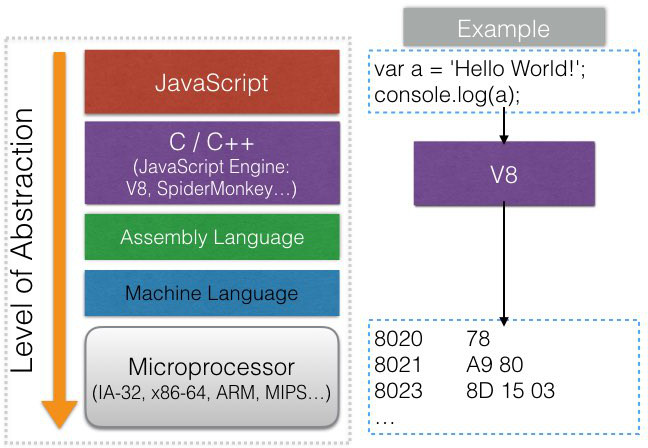 Level of Abstraction
JavaScript
C / C++
(JavaScript Engine:
V8, SpiderMonkey…)
Assembly Language
Machine Language
Microprocessor
(IA-32, x86-64, ARM, MIPS…)
Example
var a = 'Hello World!';
console.log(a);
V8
8020 78
8021 A9 80
8023 8D 15 03
…